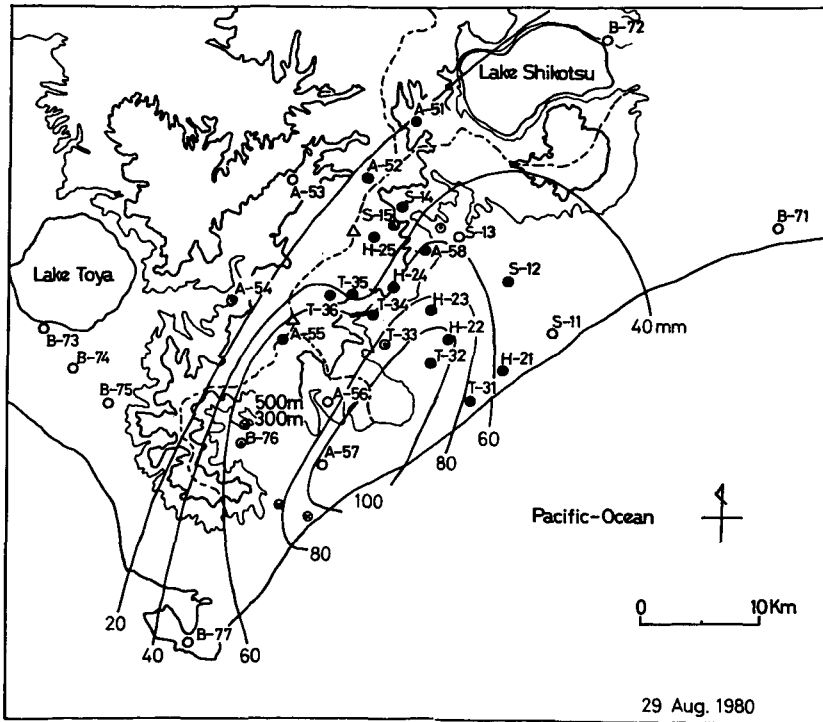 B-72
Lake Shikotsu
A-51
A-52
A-53
S-14
S-15
S-13
B-71
H-25
A-58
Lake Toya
A-54
T-35
H-24
S-12
T-36
T-34
H-23
A-55
H-22
S-11
40mm
B-73
T-33
B-74
T-32
H-21
B-75
500m
A-56
T-31
300m
60
B-76
80
A-57
100
Pacific-Ocean
80
20
B-77
40
60
0 10Km
29 Aug. 1980